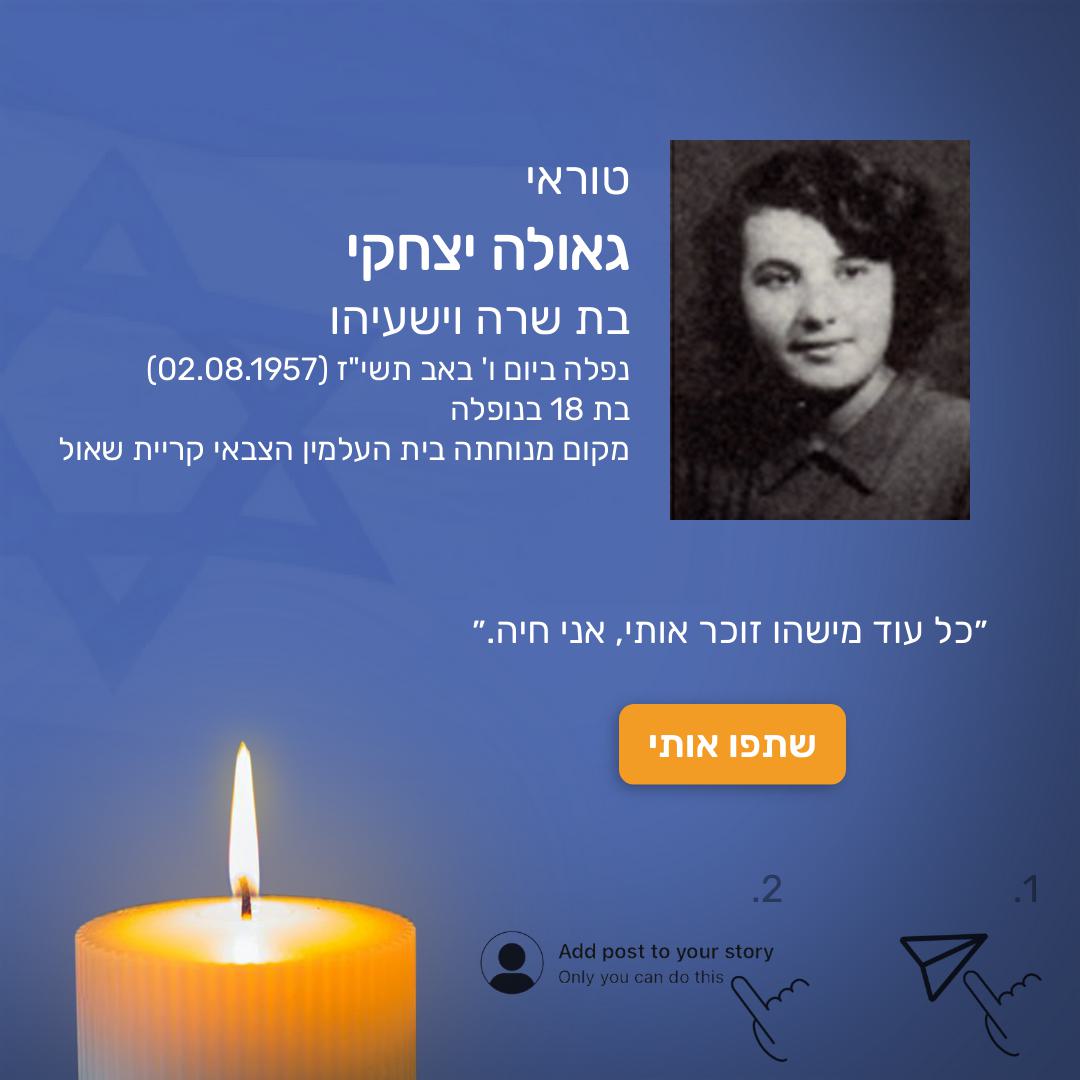 טוראי
גאולה יצחקי
בת שרה וישעיהו
נפלה ביום ו' באב תשי"ז (02.08.1957)
בת 18 בנופלה
מקום מנוחתה בית העלמין הצבאי קריית שאול
״כל עוד מישהו זוכר אותי, אני חיה.״
שתפו אותי
1.
2.
Add post to your story
Only you can do this